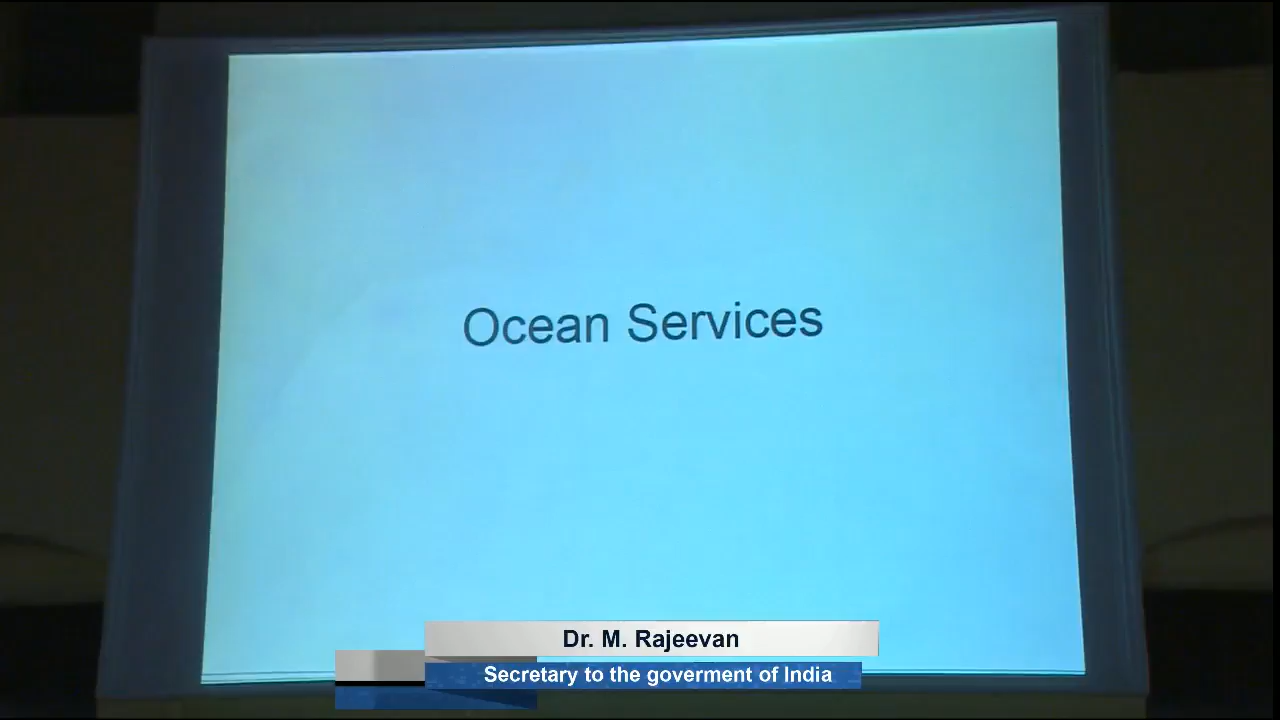 Ocean Services
Dr. M. Rajeevan
Secretary to the goverment of India